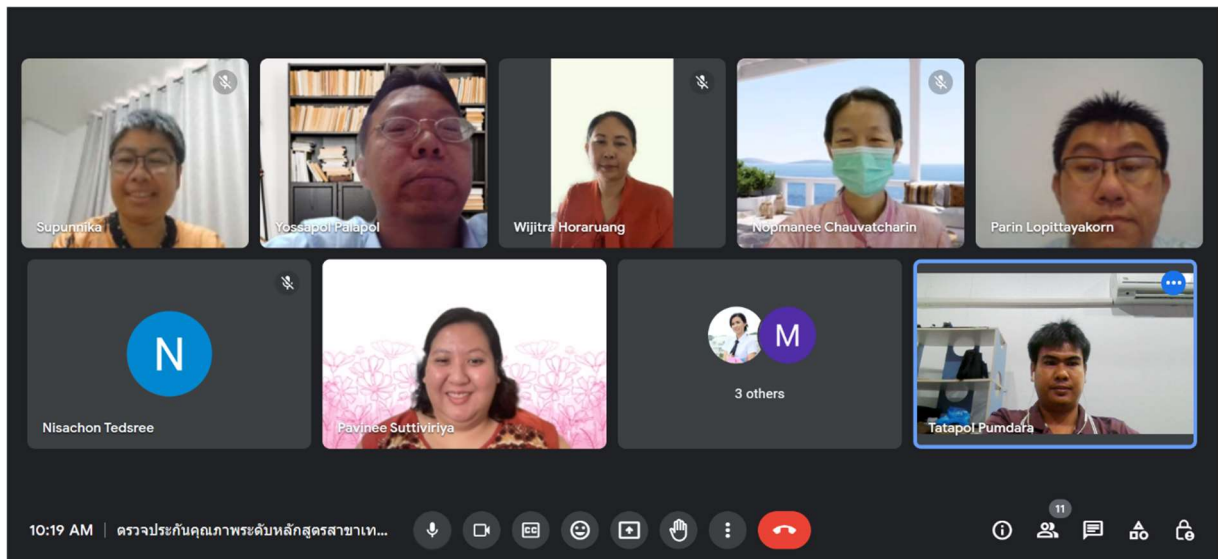 Supunnika
Yossapol Palapol
Wijitra Horaruang
Nopmanee Chauvatcharin
Parin Lopittayakorn
N
Nisachon Tedsree
Pavinee Suttiviriya
M
3 others
Tatapol Pumdara
10:19 AM | ตรวจประกันคุณภาพระดับหลักสูตรสาขาเท...
CC
11